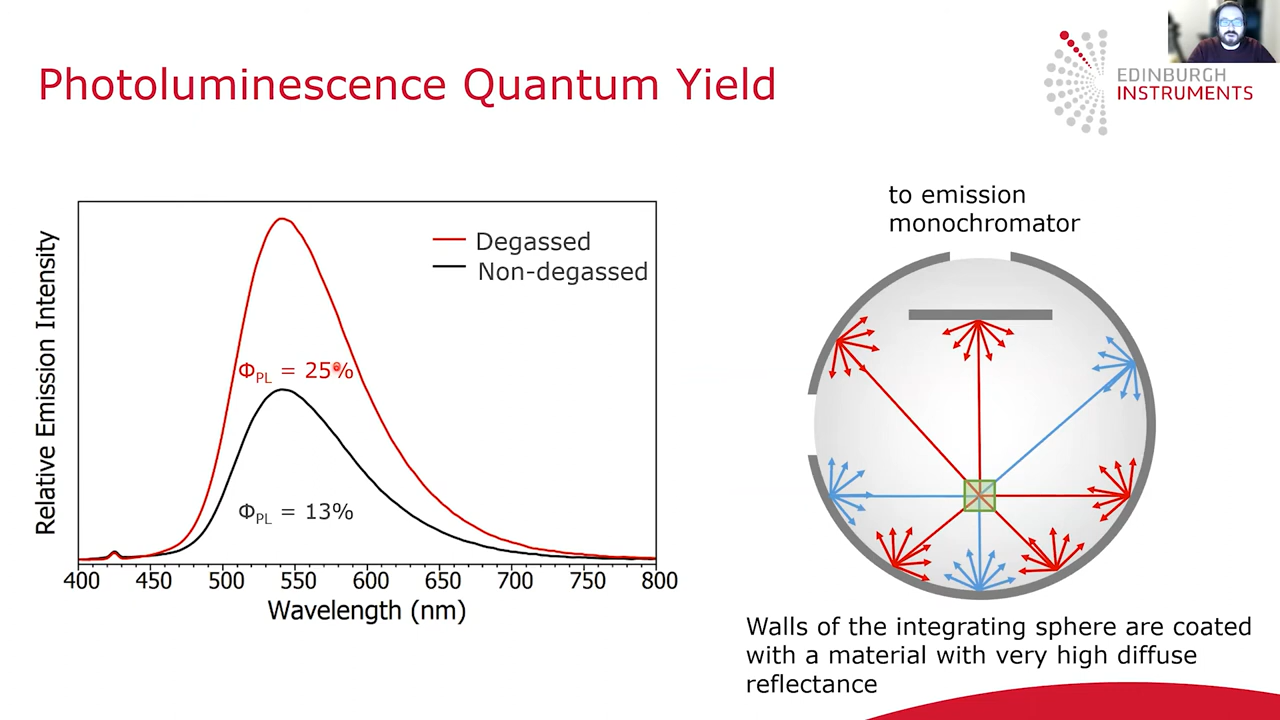 Photoluminescence Quantum Yield
EDINBURGH
INSTRUMENTS
Relative Emission Intensity
Degassed
Non-degassed
ΦPL = 25%
ΦPL = 13%
400 450 500 550 600 650 700 750 800
Wavelength (nm)
to emission
monochromator
Walls of the integrating sphere are coated
with a material with very high diffuse
reflectance